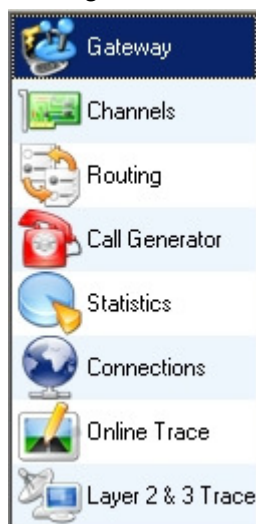 Gateway
Channels
Routing
Call Generator
Statistics
Connections
Online Trace
Layer 2 & 3 Trace